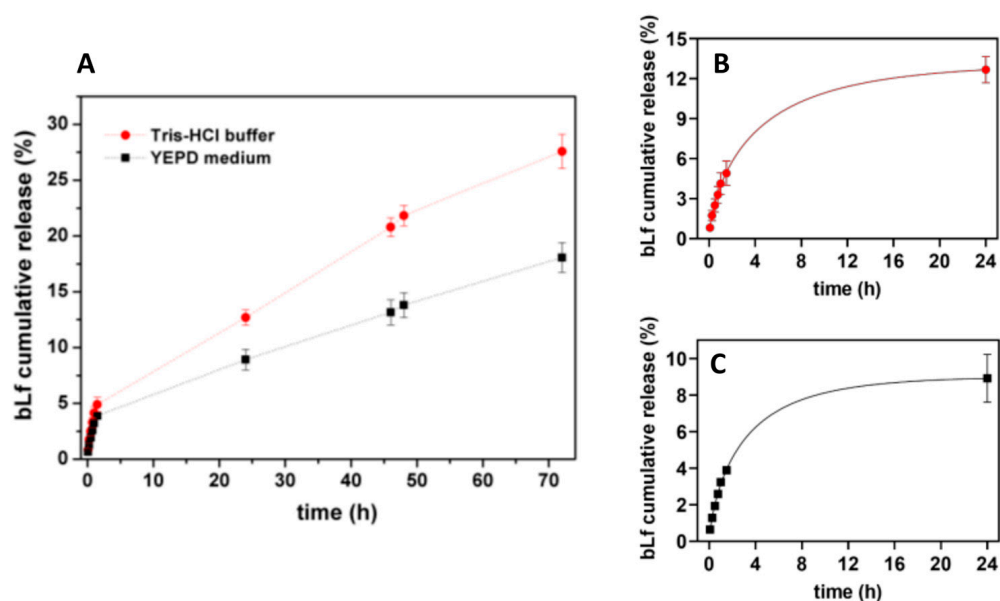 A
bLf cumulative release (%)
30
25
20
15
10
5
0
Tris-HCl buffer
YEPD medium
0 10 20 30 40 50 60 70
time (h)
B
bLf cumulative release (%)
15
12
9
6
3
0
0 4 8 12 16 20 24
time (h)
C
bLf cumulative release (%)
10
8
6
4
2
0
0 4 8 12 16 20 24
time (h)